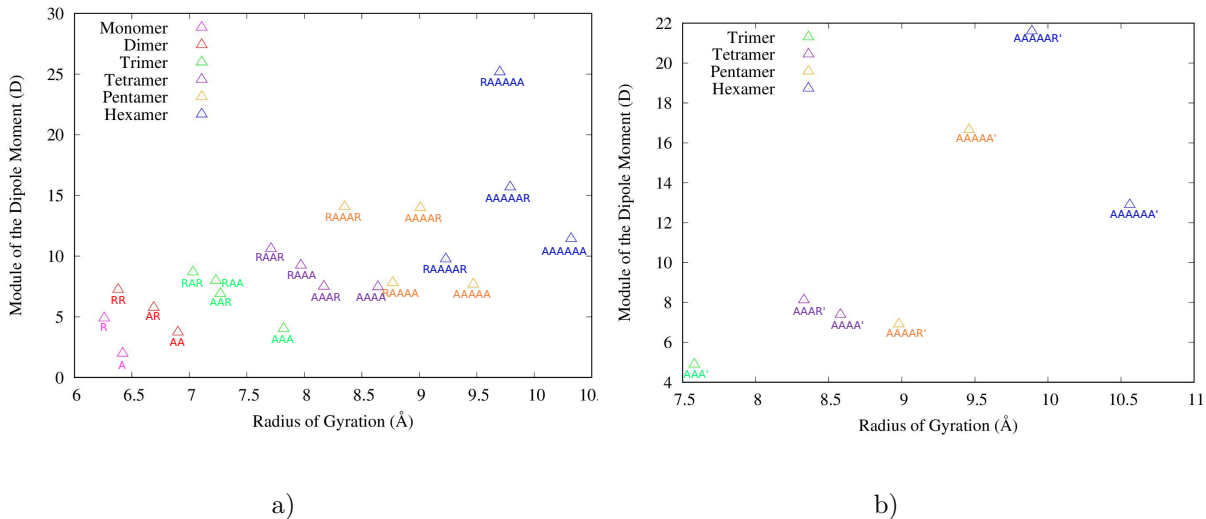 Monomer
Dimer
Trimer
Tetramer
Pentamer
Hexamer
Module of the Dipole Moment (D)
30
25
20
15
10
5
0
RAAAAA
AAAAAR
AAAAAA
RAAAAR
RAAAR
AAAAR
RAAAA
AAAAA
RAAR
RAAA
AAAR
AAAA
RAR
RAA
AAR
AAA
RR
AR
AA
R
A
6
6.5
7
7.5
8
8.5
9
9.5
10
10.
Radius of Gyration (Å)
a)
Trimer
Tetramer
Pentamer
Hexamer
Module of the Dipole Moment (D)
22
20
18
16
14
12
10
8
6
4
AAAAAR'
AAAAA'
AAAAAA'
AAAR'
AAAA'
AAAAR'
AAA'
7.5
8
8.5
9
9.5
10
10.5
11
Radius of Gyration (Å)
b)